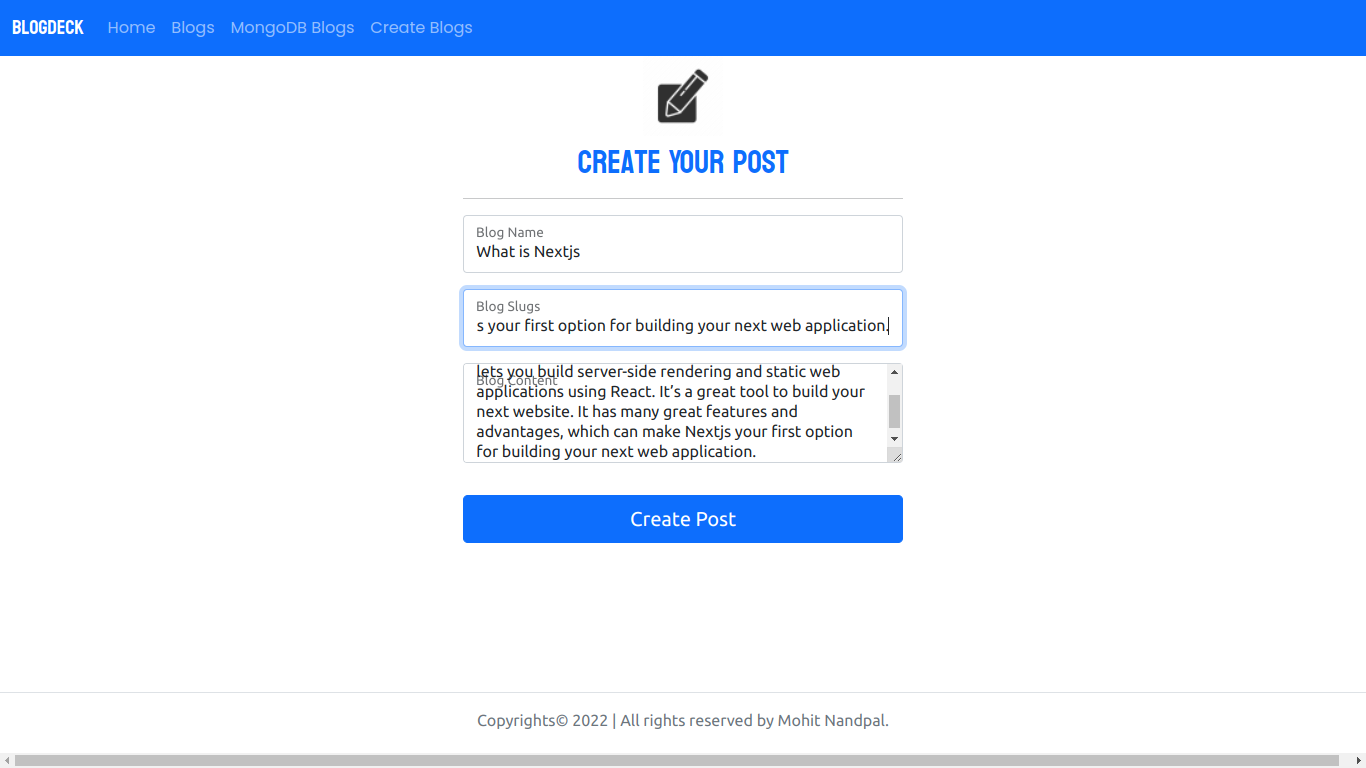 BLOGDECK Home Blogs MongoDB Blogs Create Blogs
CREATE YOUR POST
Blog Name
What is Nextjs
Blog Slugs
s your first option for building your next web application.
lets you build server-side rendering and static web
Blog Content
applications using React. It’s a great tool to build your
next website. It has many great features and
advantages, which can make Nextjs your first option
for building your next web application.
Create Post
Copyrights© 2022 | All rights reserved by Mohit Nandpal.